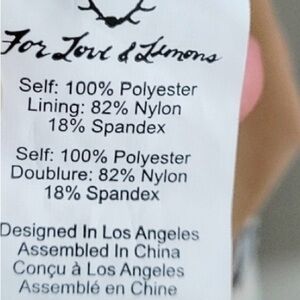 For Love & Lemons
Self: 100% Polyester
Lining: 82% Nylon
18% Spandex
Self: 100% Polyester
Doublure: 82% Nylon
18% Spandex
Designed In Los Angeles
Assembled In China
Conçu à Los Angeles
Assemblé en Chine